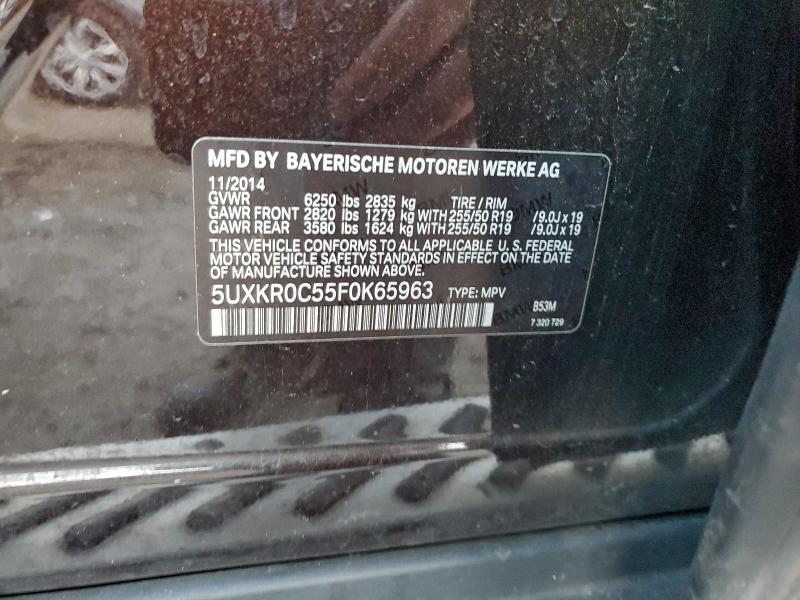 MFD BY BAYERISCHE MOTOREN WERKE AG
11/2014
GVWR 6250 lbs 2835 kg TIRE / RIM
GAWR FRONT 2820 lbs 1279 kg WITH 255/50 R19 /9.0J x 19
GAWR REAR 3580 lbs 1624 kg WITH 255/50 R19 /9.0J x 19
THIS VEHICLE CONFORMS TO ALL APPLICABLE U. S. FEDERAL
MOTOR VEHICLE SAFETY STANDARDS IN EFFECT ON THE
DATE OF MANUFACTURE SHOWN ABOVE.
5UXKR0C55F0K65963 TYPE: MPV
B53M
7 320 729